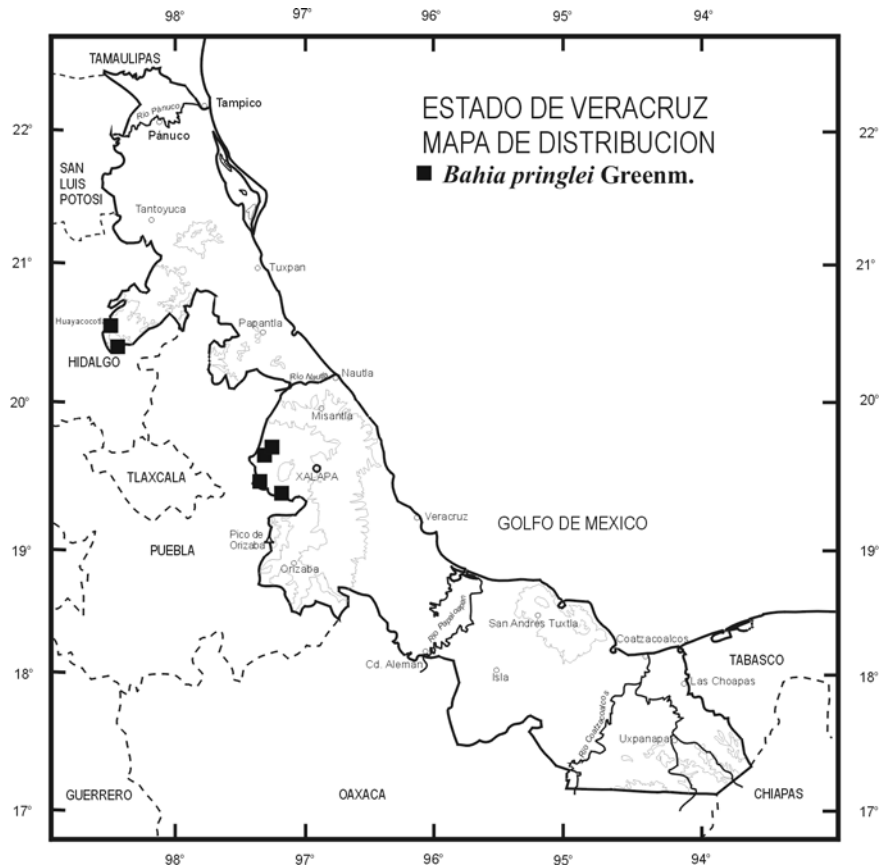 98° 97° 96° 95° 94°
TAMAULIPAS
Río Pánuco
Tampico
Pánuco
ESTADO DE VERACRUZ
MAPA DE DISTRIBUCION
■ Bahia pringlei Greenm.
22° 22°
SAN
LUIS
POTOSI
Tantoyuca
21° 21°
Tuxpan
Huayacocotla
Papantla
HIDALGO
Río Nautla
Nautla
20° 20°
Misantla
TLAXCALA
XALAPA
Veracruz
GOLFO DE MEXICO
19° 19°
Pico de
Orizaba
PUEBLA
Orizaba
Río Papaloapan
San Andrés Tuxtla
Coatzacoalcos
Cd. Alemán
TABASCO
18° 18°
Isla
Las Choapas
Río Coatzacoalcos
Uxpanapa
GUERRERO
OAXACA
CHIAPAS
17° 17°
98° 97° 96° 95° 94°